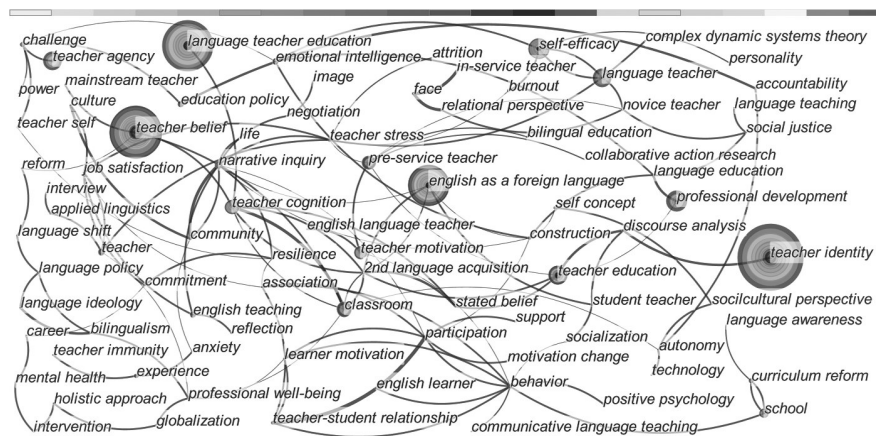 challenge
language teacher education
self-efficacy
complex dynamic systems theory
teacher agency
emotional intelligence
attrition
personality
mainstream teacher
image
in-service teacher
language teacher
power
culture
education policy
face
burnout
accountability
negotiation
relational perspective
novice teacher
language teaching
teacher self
teacher belief
life
teacher stress
bilingual education
social justice
reform
job satisfaction
narrative inquiry
pre-service teacher
collaborative action research
interview
english as a foreign language
language education
applied linguistics
teacher cognition
self concept
professional development
language shift
community
english language teacher
construction
discourse analysis
teacher
teacher motivation
teacher identity
language policy
resilience
2nd language acquisition
teacher education
commitment
association
language ideology
english teaching
classroom
stated belief
student teacher
socilcultural perspective
career
bilingualism
reflection
participation
support
language awareness
teacher immunity
anxiety
learner motivation
socialization
autonomy
mental health
experience
motivation change
technology
holistic approach
professional well-being
english learner
behavior
curriculum reform
intervention
globalization
teacher-student relationship
positive psychology
school
communicative language teaching